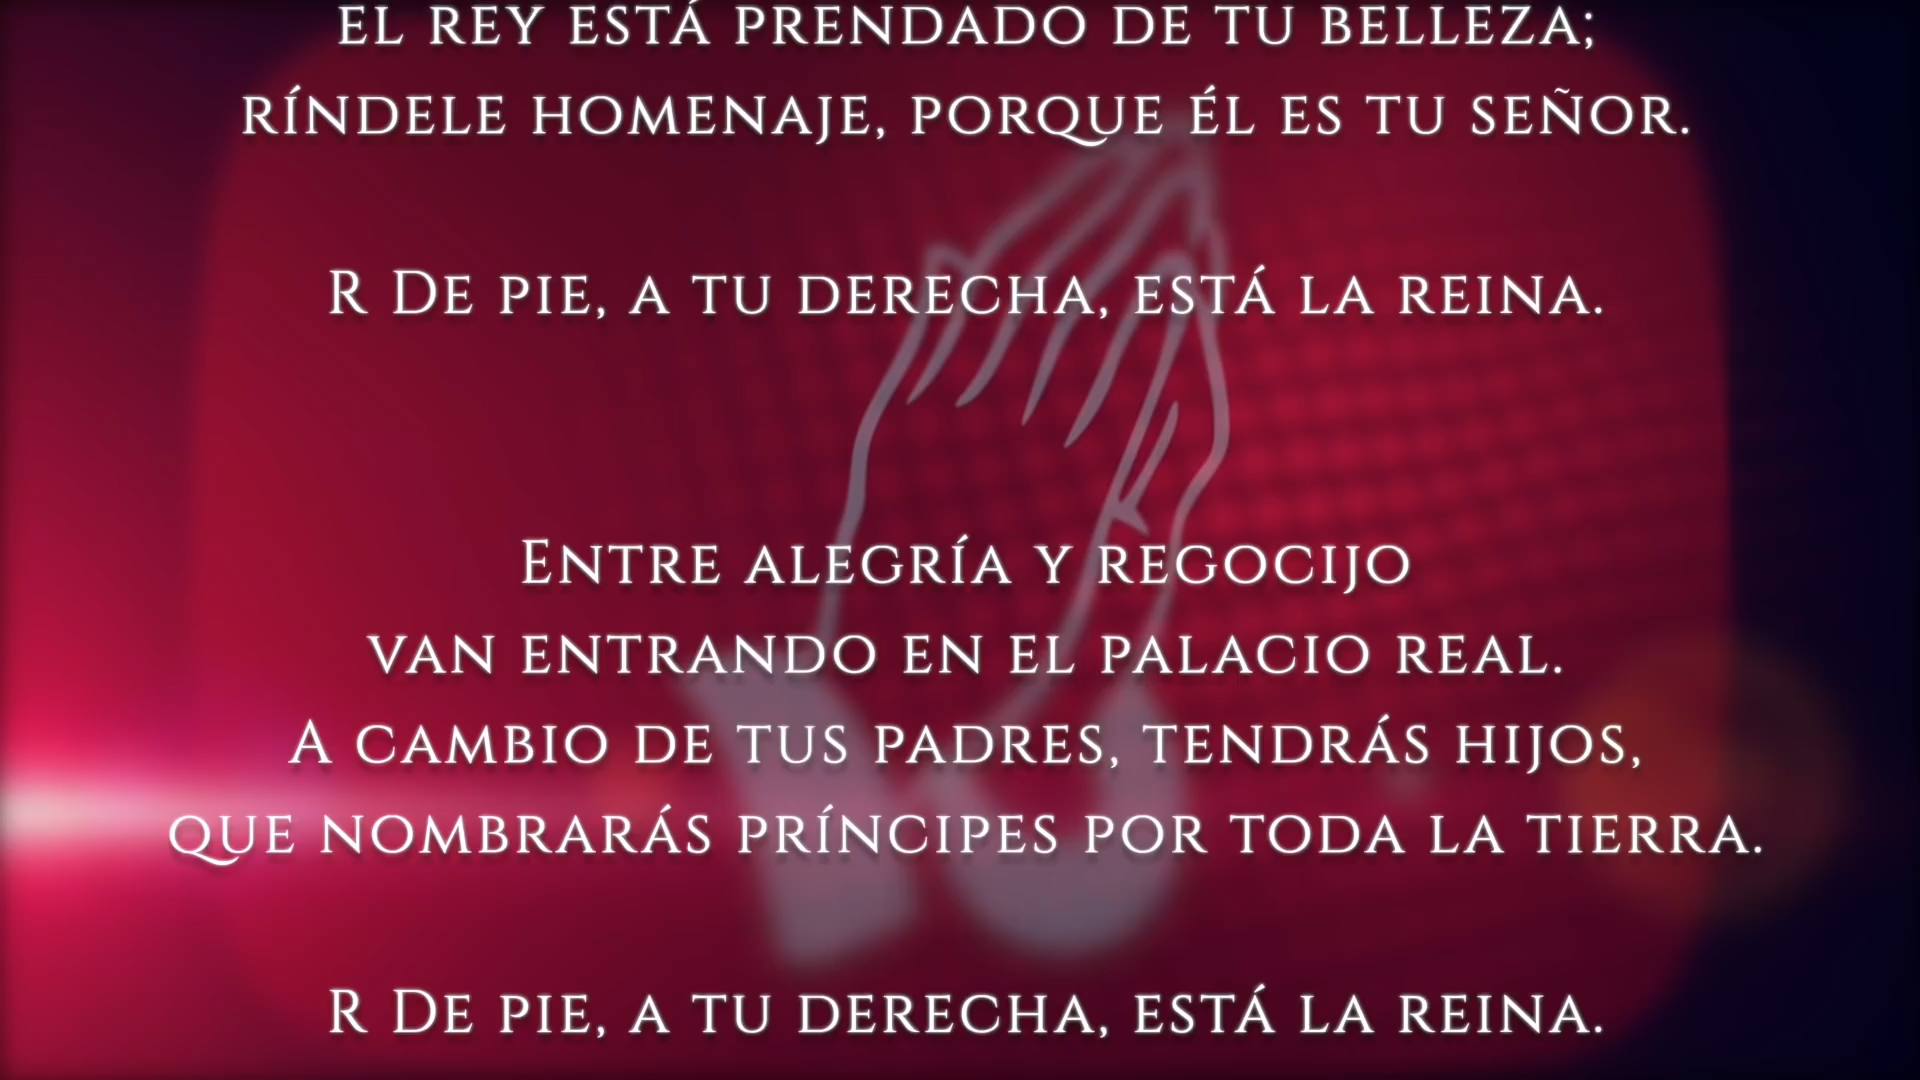 EL REY ESTÁ PRENDADO DE TU BELLEZA;
RÍNDELE HOMENAJE, PORQUE ÉL ES TU SEÑOR.
R DE PIE, A TU DERECHA, ESTÁ LA REINA.
ENTRE ALEGRÍA Y REGOCIJO
VAN ENTRANDO EN EL PALACIO REAL.
A CAMBIO DE TUS PADRES, TENDRÁS HIJOS,
QUE NOMBRARÁS PRÍNCIPES POR TODA LA TIERRA.
R DE PIE, A TU DERECHA, ESTÁ LA REINA.